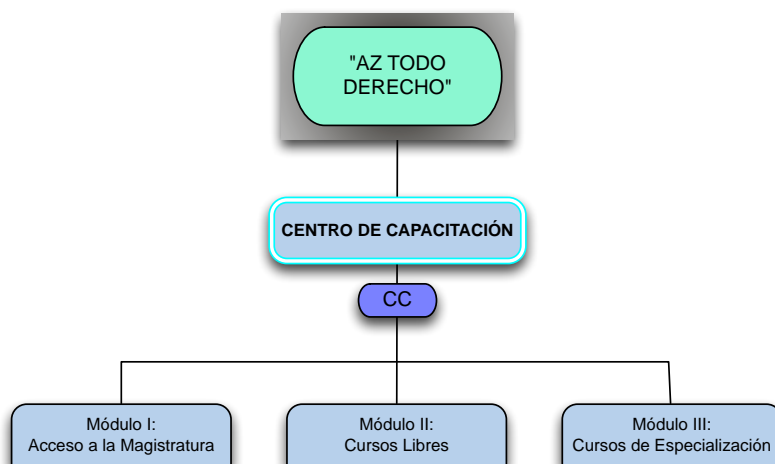 "AZ TODO
DERECHO"
CENTRO DE CAPACITACIÓN
CC
Módulo I:
Acceso a la Magistratura
Módulo II:
Cursos Libres
Módulo III:
Cursos de Especialización